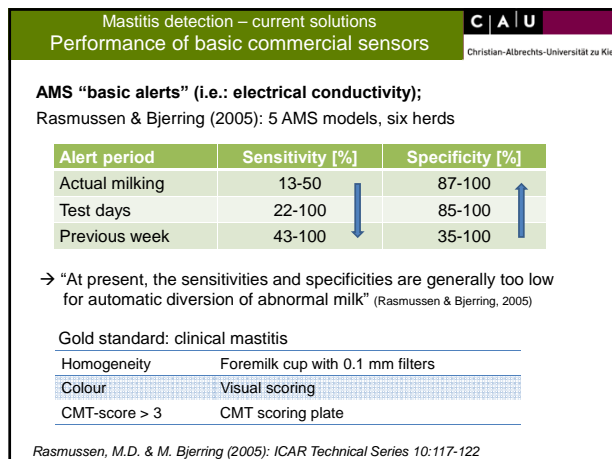 Mastitis detection – current solutions
Performance of basic commercial sensors
C | A | U
Christian-Albrechts-Universität zu Kie
AMS “basic alerts” (i.e.: electrical conductivity);
Rasmussen & Bjerring (2005): 5 AMS models, six herds
Alert period Sensitivity [%] Specificity [%]
Actual milking 13-50 87-100
Test days 22-100 85-100
Previous week 43-100 35-100
→ “At present, the sensitivities and specificities are generally too low
for automatic diversion of abnormal milk” (Rasmussen & Bjerring, 2005)
Gold standard: clinical mastitis
Homogeneity Foremilk cup with 0.1 mm filters
Colour Visual scoring
CMT-score > 3 CMT scoring plate
Rasmussen, M.D. & M. Bjerring (2005): ICAR Technical Series 10:117-122